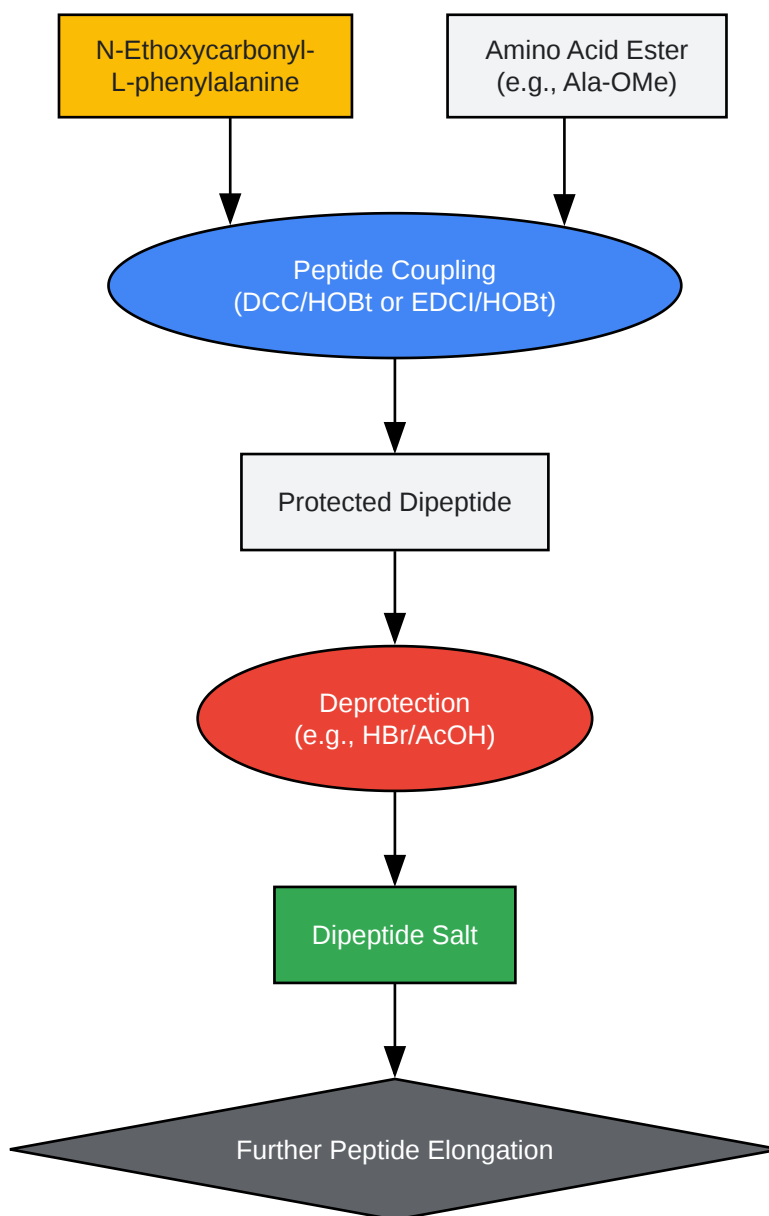 N-Ethoxycarbonyl-
L-phenylalanine
Amino Acid Ester
(e.g., Ala-OMe)
Peptide Coupling
(DCC/HOBt or EDCI/HOBt)
Protected Dipeptide
Deprotection
(e.g., HBr/AcOH)
Dipeptide Salt
Further Peptide Elongation